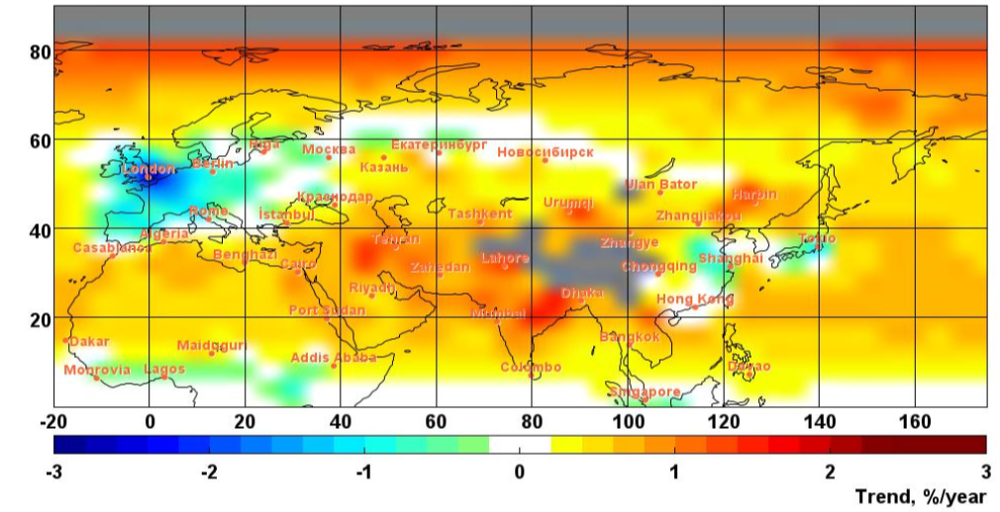 80
60
Riga Москва Екатеринбург
Новосибирск
London Berlin Казань
Ulan Bator
Краснодар Urumqi Harbin
Rome İstanbul Tashkent Zhangjiakou
40
Algeria Tehran Zhangye Tokio
Casablanca Benghazi Cairo Zahedan Lahore Chongqing Shanghai
Riyadh Dhaka Hong Kong
Port Sudan Mumbai
20
Dakar Maiduguri Bangkok
Addis Ababa
Monrovia Lagos Colombo Davao
Singapore
-20 0 20 40 60 80 100 120 140 160
-3 -2 -1 0 1 2 3
Trend, %/year